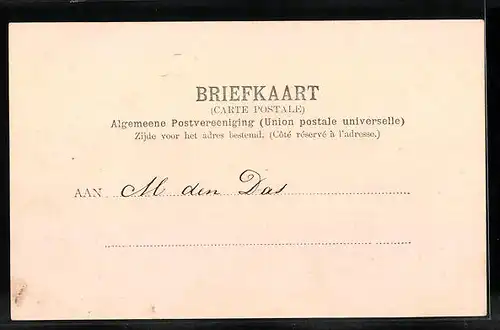 BRIEFKAART
(CARTE POSTALE)
Algemeene Postvereeniging (Union postale universelle)
Zijde voor het adres bestemd. (Côté réservé à l'adresse.)
AAN M den Das